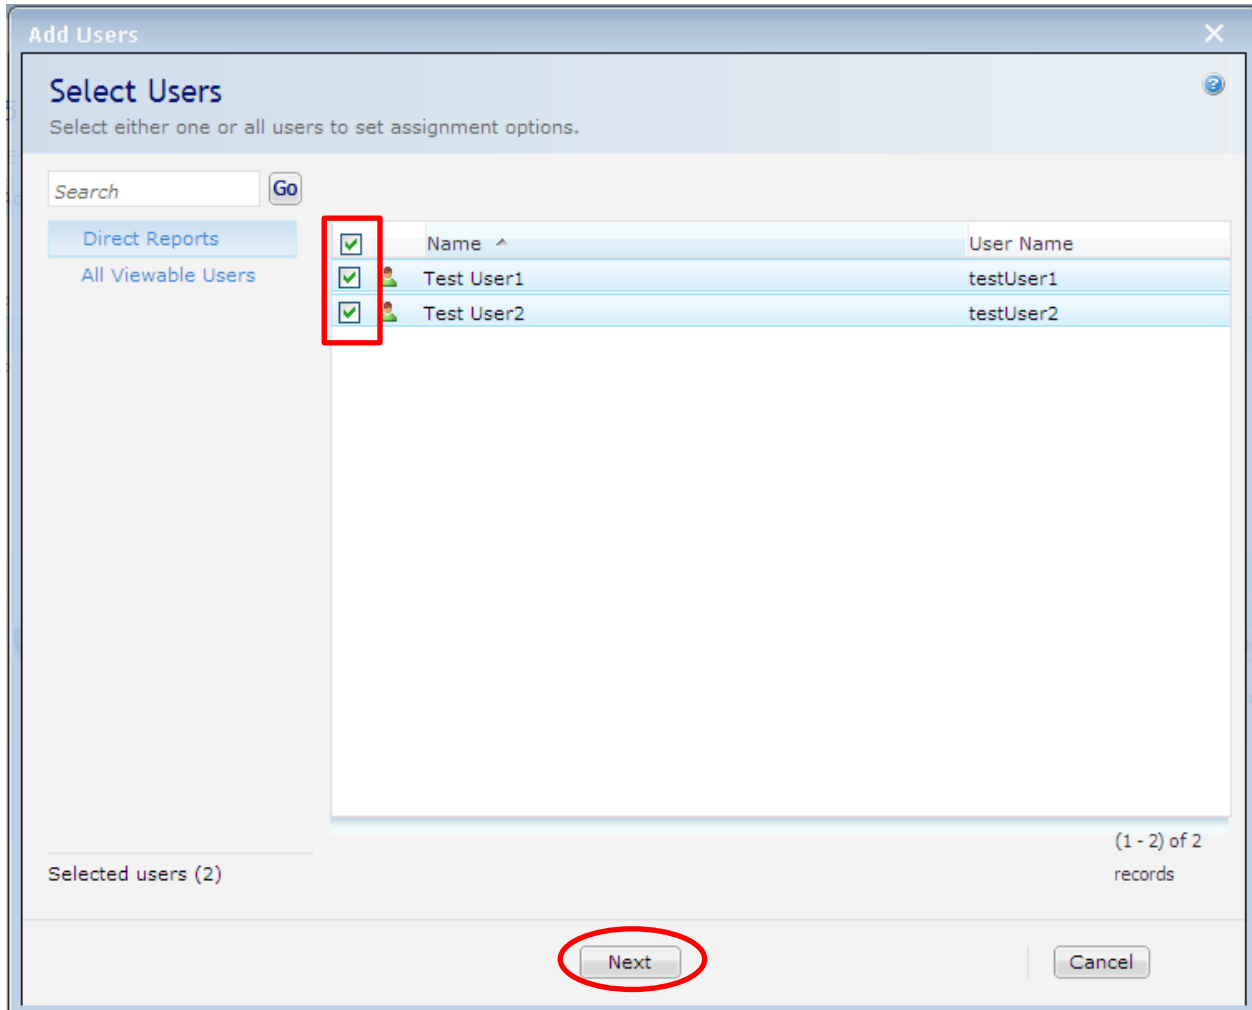 Add Users
Select Users
Select either one or all users to set assignment options.
Search Go
Direct Reports
All Viewable Users
Name User Name
Test User1 testUser1
Test User2 testUser2
(1 - 2) of 2
records
Selected users (2)
Next Cancel